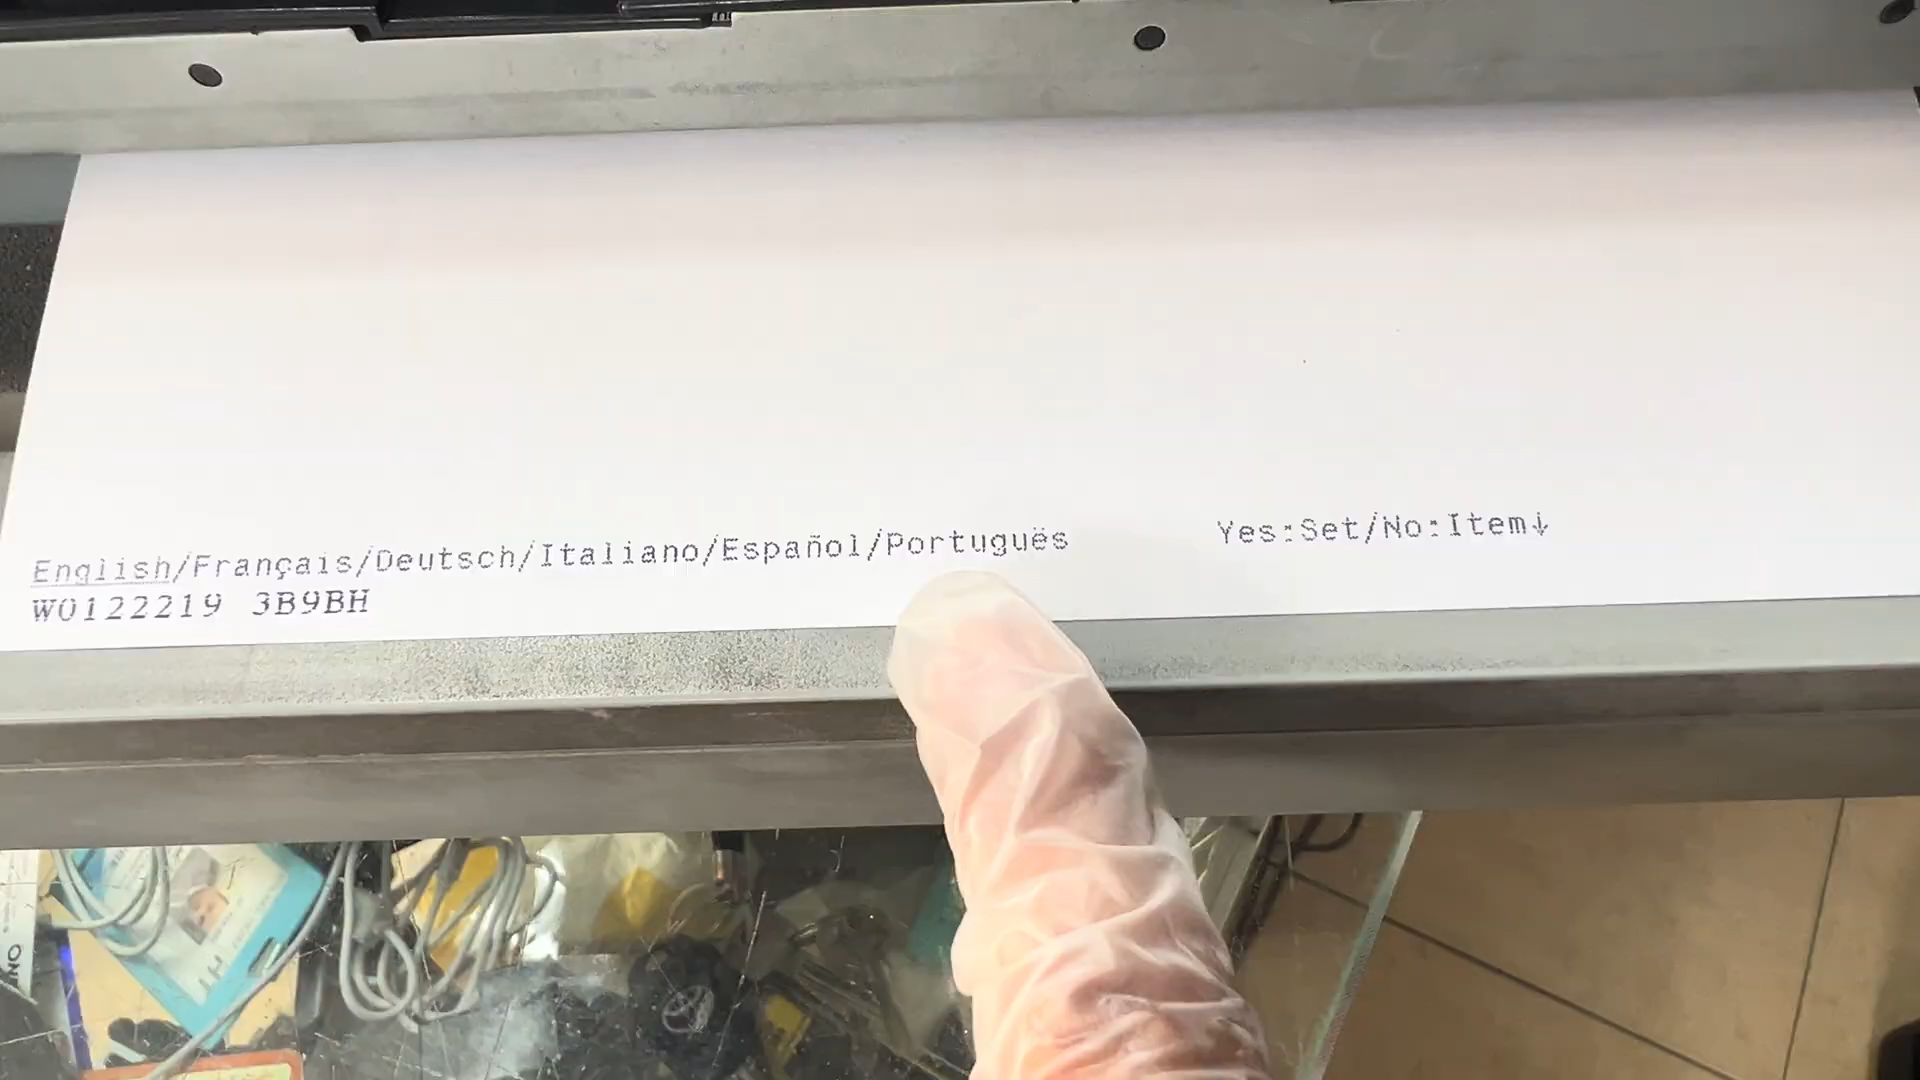 English/Français/Deutsch/Italiano/Español/Portuguës Yes:Set/No:Item↓
W0122219 3B9BH